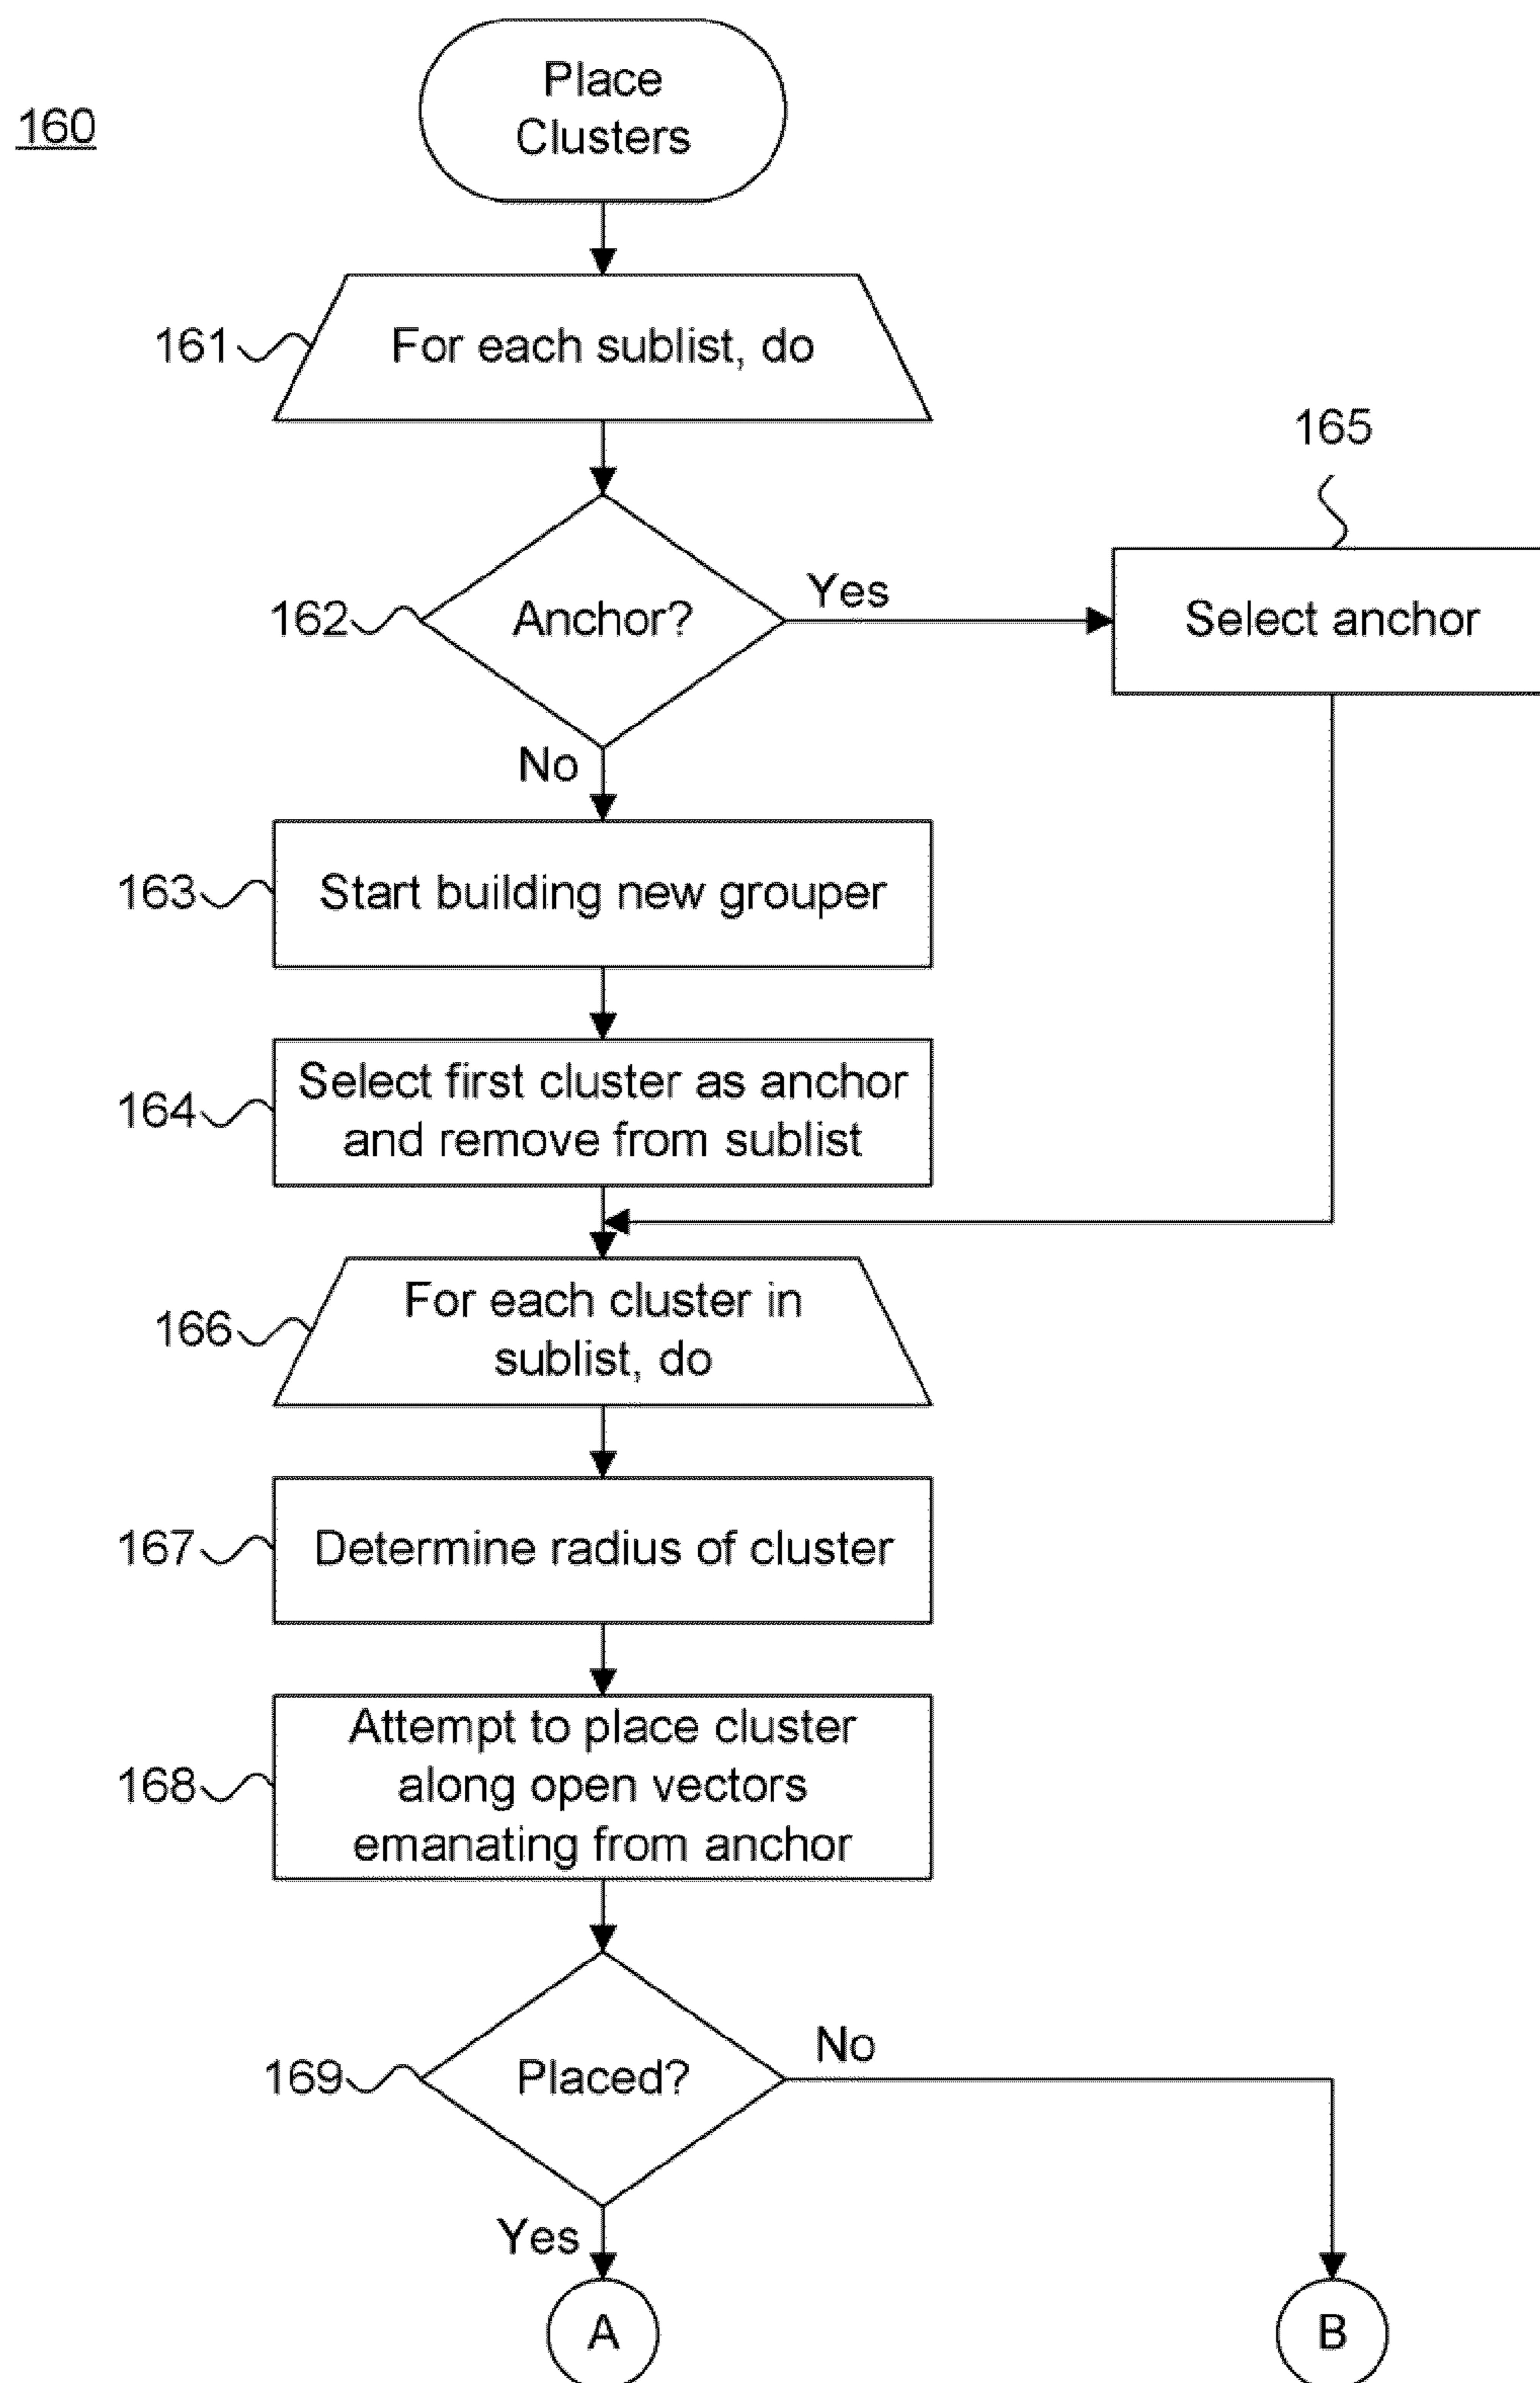 Place
Clusters
160
161
For each sublist, do
165
162
Anchor?
Yes
Select anchor
No
163
Start building new grouper
164
Select first cluster as anchor
and remove from sublist
166
For each cluster in
sublist, do
167
Determine radius of cluster
168
Attempt to place cluster
along open vectors
emanating from anchor
169
Placed?
No
Yes
A
B